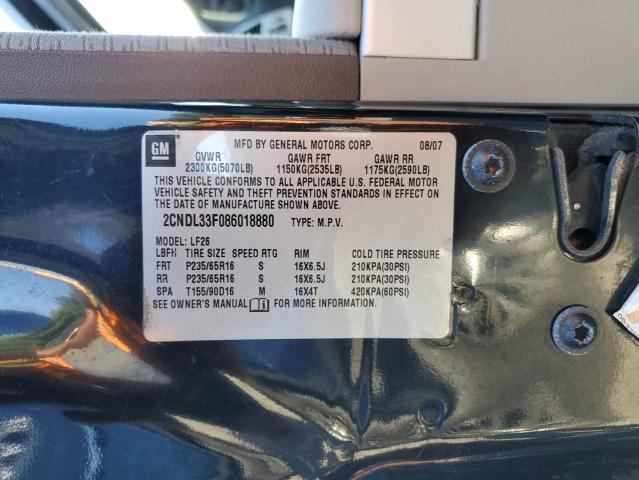 GM
MFD BY GENERAL MOTORS CORP. 08/07
GVWR GAWR FRT GAWR RR
2300KG(5070LB) 1150KG(2535LB) 1175KG(2590LB)
THIS VEHICLE CONFORMS TO ALL APPLICABLE U.S. FEDERAL MOTOR
VEHICLE SAFETY AND THEFT PREVENTION STANDARDS IN EFFECT ON
THE DATE OF MANUFACTURE SHOWN ABOVE.
2CNDL33F086018880 TYPE: M.P.V.
MODEL: LF26
LBFK TIRE SIZE SPEED RTG RIM COLD TIRE PRESSURE
FRT P235/65R16 S 16X6.5J 210KPA(30PSI)
RR P235/65R16 S 16X6.5J 210KPA(30PSI)
SPA T155/90D16 M 16X4T 420KPA(60PSI)
SEE OWNER'S MANUAL FOR MORE INFORMATION.